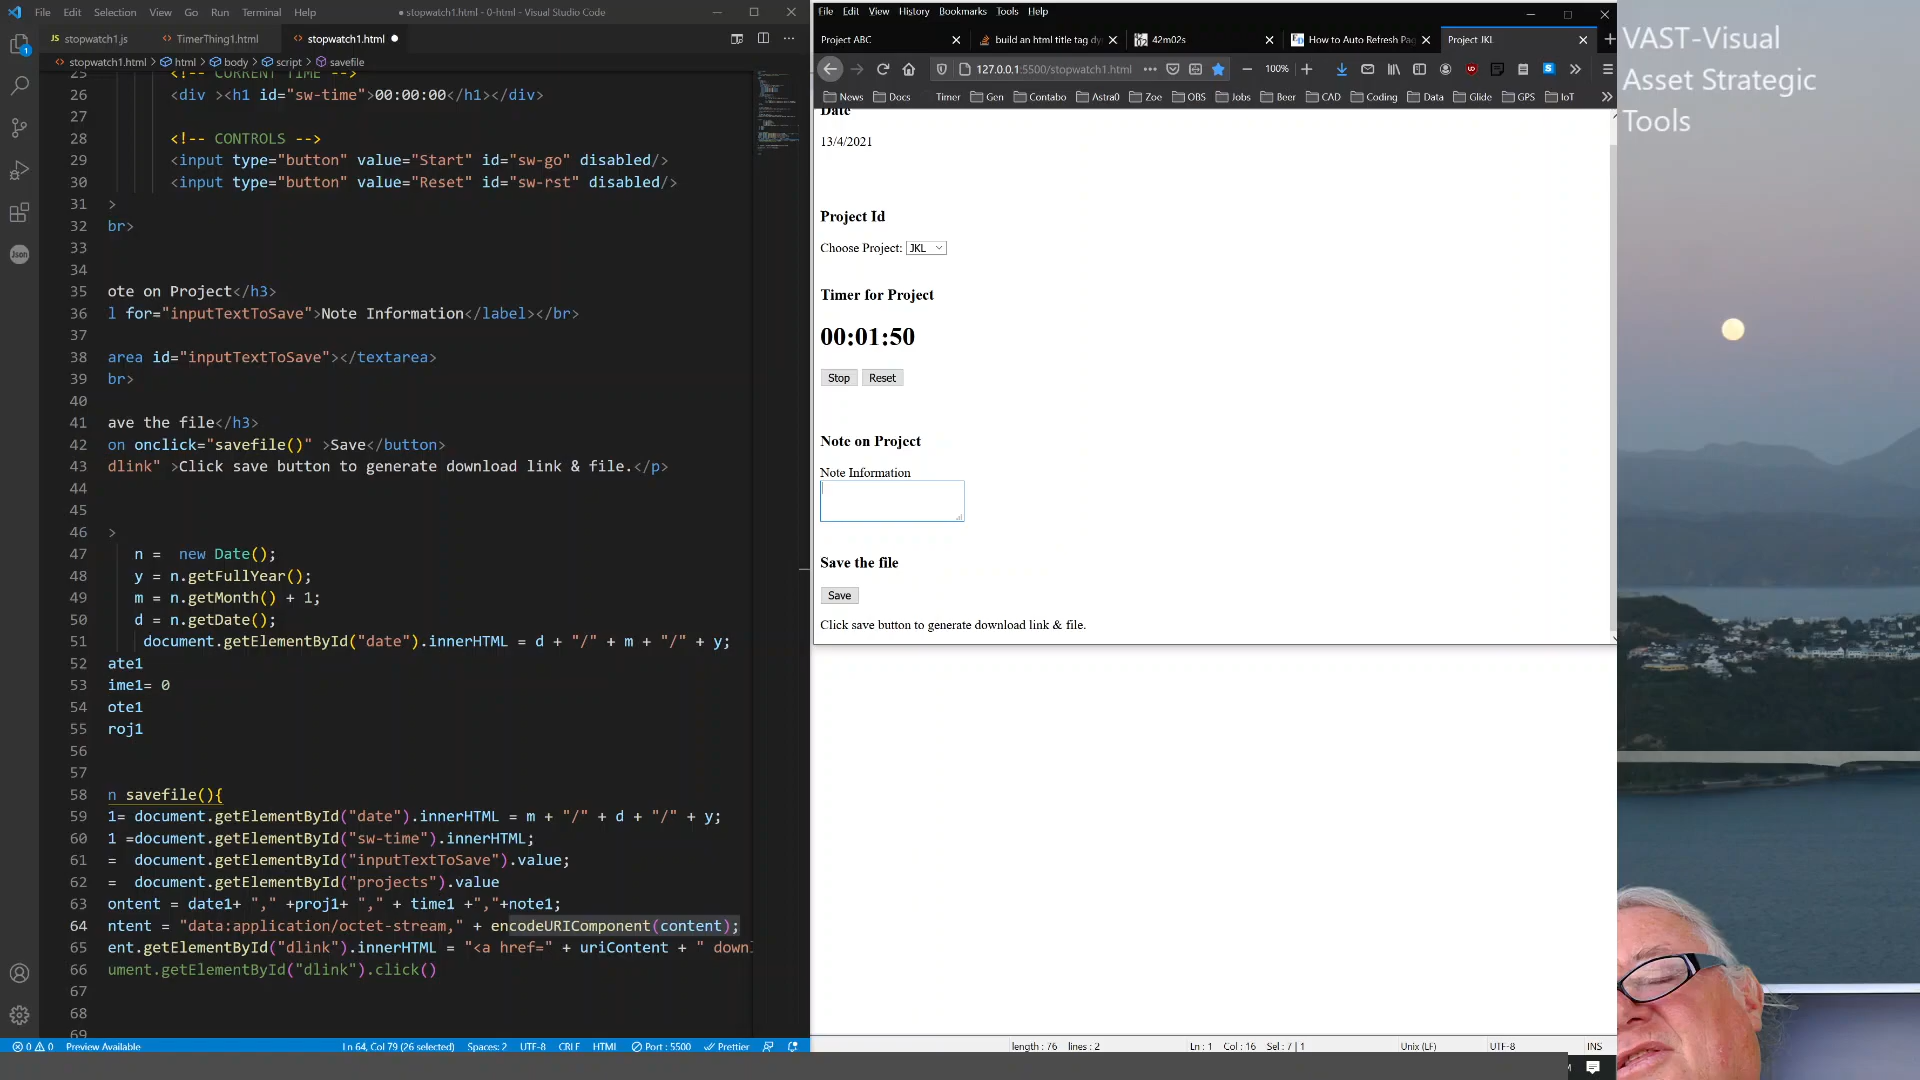 File Edit Selection View Go Run Terminal Help
● stopwatch1.html - 0-html - Visual Studio Code
JS stopwatch1.js
<> TimerThing1.html
<> stopwatch1.html ●
<> stopwatch1.html > html > body > script > savefile
25 <!-- CURRENT TIME -->
26 <div ><h1 id="sw-time">00:00:00</h1></div>
27
28 <!-- CONTROLS -->
29 <input type="button" value="Start" id="sw-go" disabled/>
30 <input type="button" value="Reset" id="sw-rst" disabled/>
31 >
32 br>
33
34
35 ote on Project</h3>
36 l for="inputTextToSave">Note Information</label></br>
37
38 area id="inputTextToSave"></textarea>
39 br>
40
41 ave the file</h3>
42 on onclick="savefile()" >Save</button>
43 dlink" >Click save button to generate download link & file.</p>
44
45
46 >
47 n =  new Date();
48 y = n.getFullYear();
49 m = n.getMonth() + 1;
50 d = n.getDate();
51 document.getElementById("date").innerHTML = d + "/" + m + "/" + y;
52 ate1
53 ime1= 0
54 ote1
55 roj1
56
57
58 n savefile(){
59 1= document.getElementById("date").innerHTML = m + "/" + d + "/" + y;
60 1 =document.getElementById("sw-time").innerHTML;
61 =  document.getElementById("inputTextToSave").value;
62 =  document.getElementById("projects").value
63 ontent = date1+ "," +proj1+ "," + time1 +","+note1;
64 ntent = "data:application/octet-stream," + encodeURIComponent(content);
65 ent.getElementById("dlink").innerHTML = "<a href=" + uriContent + " downl
66 ument.getElementById("dlink").click()
67
68
69
1
Json
0 0 Preview Available
Ln 64, Col 79 (26 selected) Spaces: 2 UTF-8 CRLF HTML Port : 5500 Prettier
File Edit View History Bookmarks Tools Help
Project ABC
build an html title tag dy
42m02s
How to Auto Refresh Pag
Project JKL
127.0.0.1:5500/stopwatch1.html
100%
News Docs Timer Gen Contabo Astra0 Zoe OBS Jobs Beer CAD Coding Data Glide GPS IoT
Date
13/4/2021
Project Id
Choose Project: JKL
Timer for Project
00:01:50
Stop Reset
Note on Project
Note Information
Save the file
Save
Click save button to generate download link & file.
length : 76 lines : 2 Ln : 1 Col : 16 Sel : 7 | 1 Unix (LF) UTF-8 INS
VAST-Visual
Asset Strategic
Tools